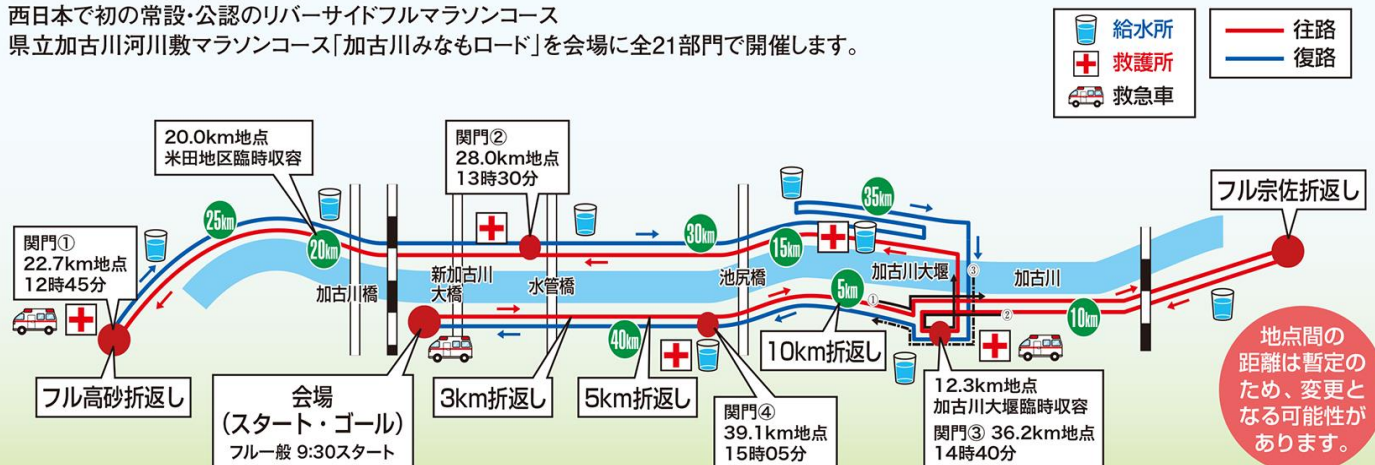 西日本で初の常設・公認のリバーサイドフルマラソンコース
県立加古川河川敷マラソンコース「加古川みなもロード」を会場に全21部門で開催します。
給水所
救護所
救急車
往路
復路
20.0km地点
米田地区臨時収容
関門②
28.0km地点
13時30分
フル宗佐折返し
関門①
22.7km地点
12時45分
25km
20km
30km
35km
15km
加古川橋
新加古川
大橋
水管橋
池尻橋
加古川大堰
③
加古川
5km
①
②
10km
40km
フル高砂折返し
会場
(スタート・ゴール)
フル一般 9:30スタート
3km折返し
5km折返し
10km折返し
関門④
39.1km地点
15時05分
12.3km地点
加古川大堰臨時収容
関門③ 36.2km地点
14時40分
地点間の
距離は暫定の
ため、変更と
なる可能性が
あります。